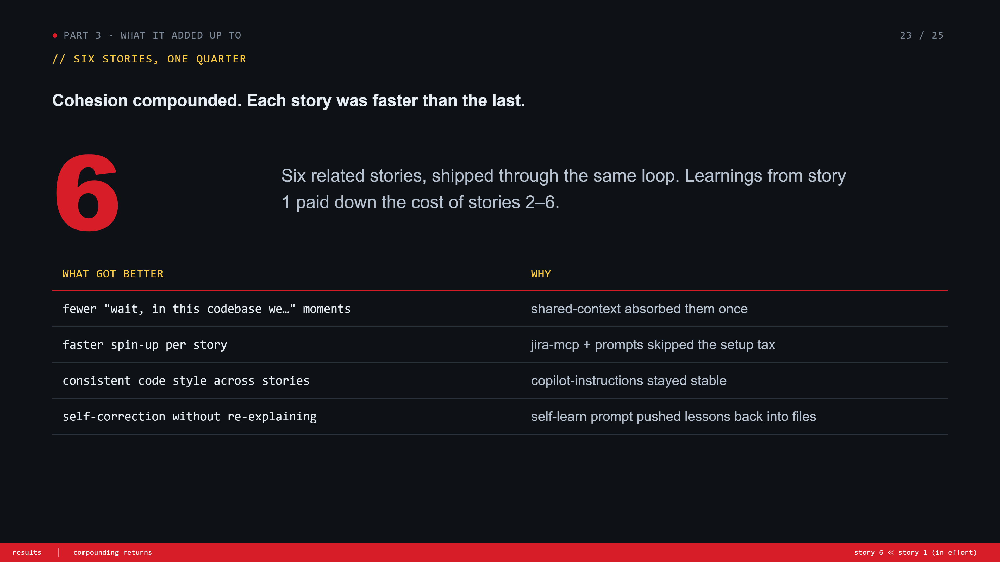 PART 3 · WHAT IT ADDED UP TO
23 / 25
// SIX STORIES, ONE QUARTER
Cohesion compounded. Each story was faster than the last.
6
Six related stories, shipped through the same loop. Learnings from story
1 paid down the cost of stories 2–6.
WHAT GOT BETTER
WHY
fewer "wait, in this codebase we…" moments
shared-context absorbed them once
faster spin-up per story
jira-mcp + prompts skipped the setup tax
consistent code style across stories
copilot-instructions stayed stable
self-correction without re-explaining
self-learn prompt pushed lessons back into files
results
compounding returns
story 6 ≪ story 1 (in effort)